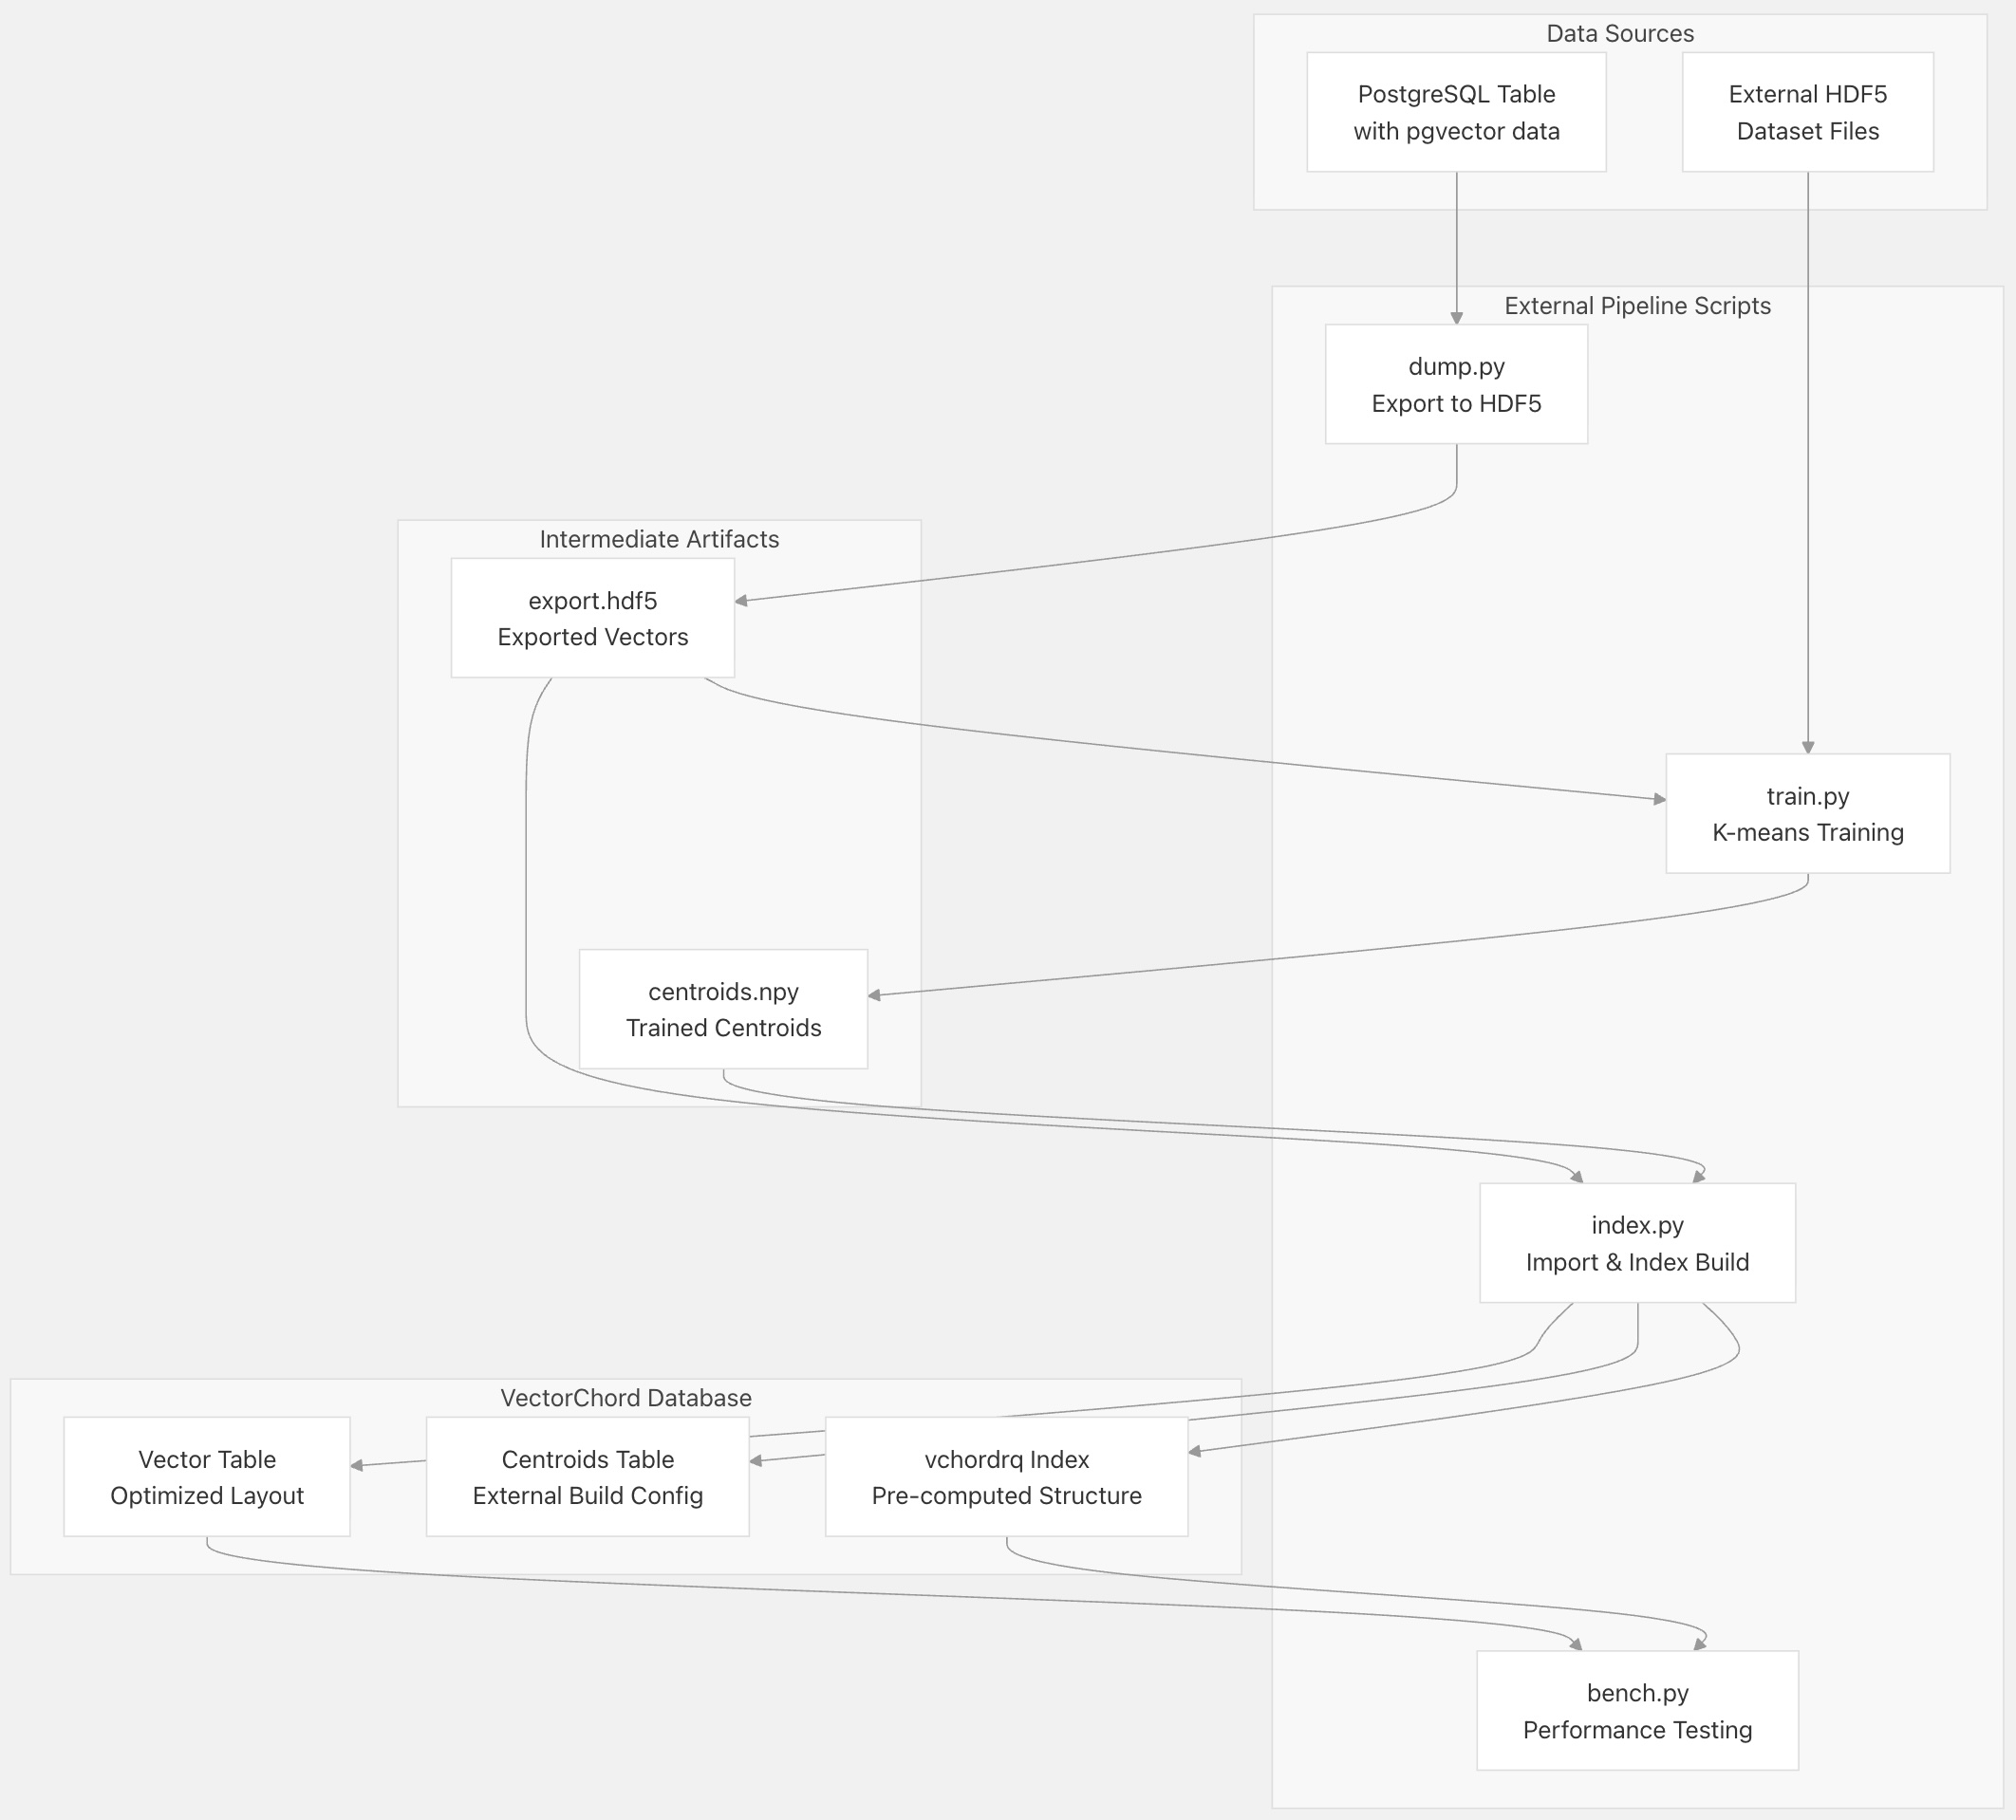 Data Sources
PostgreSQL Table
with pgvector data
External HDF5
Dataset Files
External Pipeline Scripts
dump.py
Export to HDF5
Intermediate Artifacts
export.hdf5
Exported Vectors
train.py
K-means Training
centroids.npy
Trained Centroids
index.py
Import & Index Build
VectorChord Database
Vector Table
Optimized Layout
Centroids Table
External Build Config
vchordrq Index
Pre-computed Structure
bench.py
Performance Testing